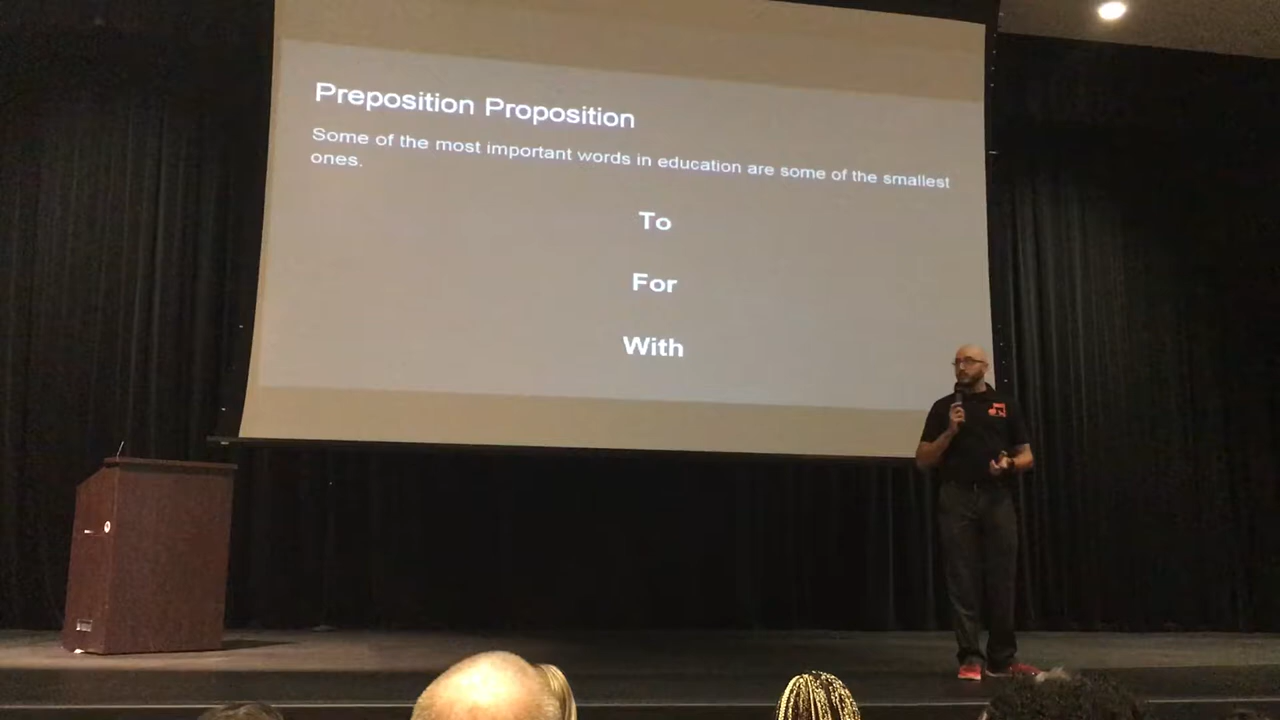 Preposition Proposition
Some of the most important words in education are some of the smallest
ones.
To
For
With